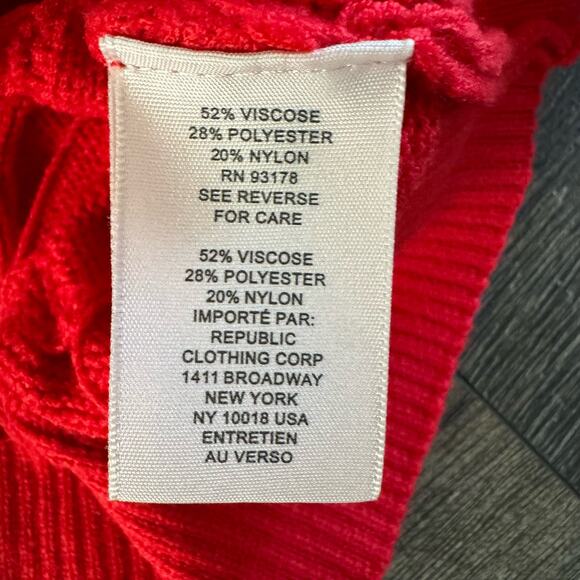 52% VISCOSE
28% POLYESTER
20% NYLON
RN 93178
SEE REVERSE
FOR CARE
52% VISCOSE
28% POLYESTER
20% NYLON
IMPORTÉ PAR:
REPUBLIC
CLOTHING CORP
1411 BROADWAY
NEW YORK
NY 10018 USA
ENTRETIEN
AU VERSO